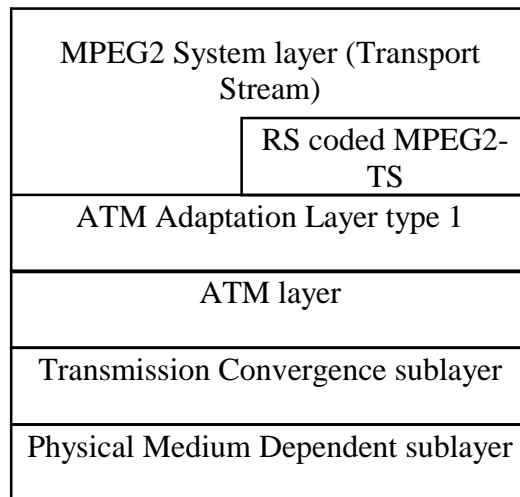 MPEG2 System layer (Transport
Stream)
RS coded MPEG2-
TS
ATM Adaptation Layer type 1
ATM layer
Transmission Convergence sublayer
Physical Medium Dependent sublayer